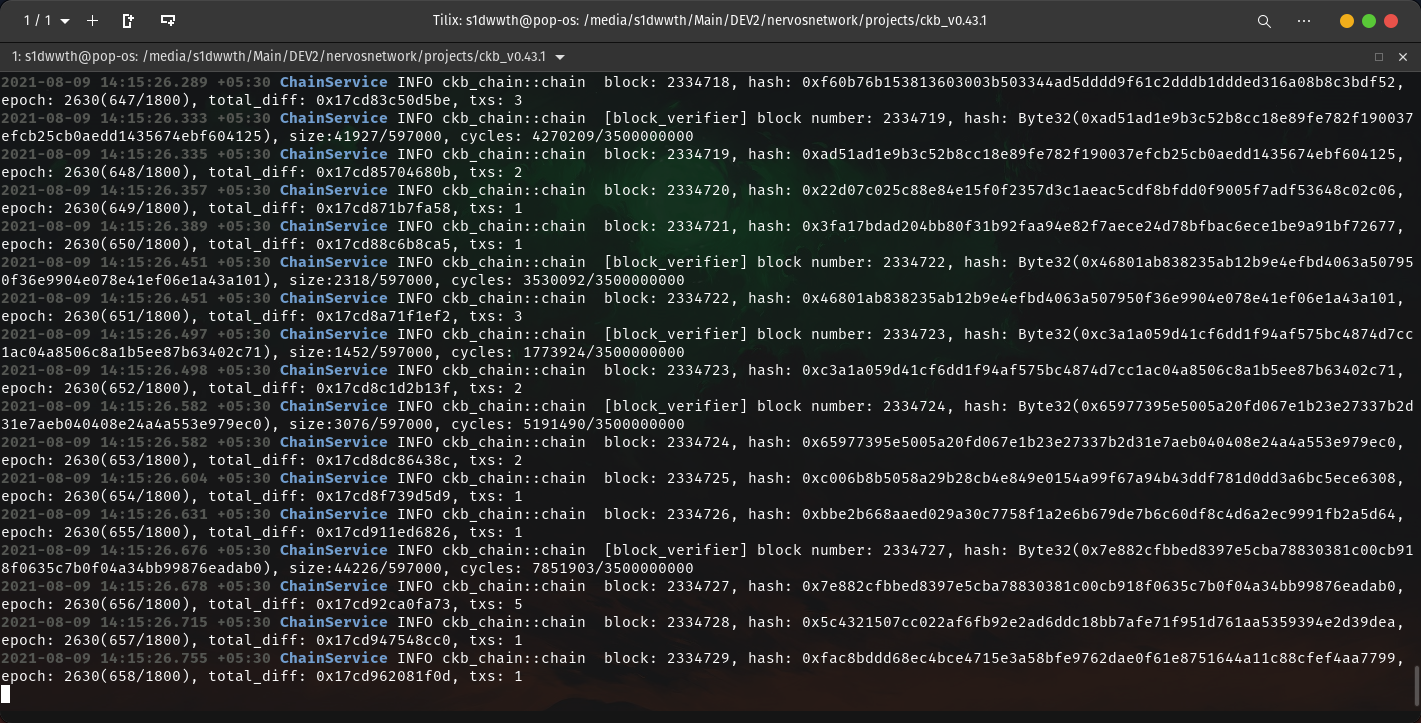 1 / 1
Tilix: s1dwwth@pop-os: /media/s1dwwth/Main/DEV2/nervosnetwork/projects/ckb_v0.43.1
1: s1dwwth@pop-os: /media/s1dwwth/Main/DEV2/nervosnetwork/projects/ckb_v0.43.1
2021-08-09 14:15:26.289 +05:30 ChainService INFO ckb_chain::chain  block: 2334718, hash: 0xf60b76b153813603003b503344ad5dddd9f61c2dddb1ddded316a08b8c3bdf52,
epoch: 2630(647/1800), total_diff: 0x17cd83c50d5be, txs: 3
2021-08-09 14:15:26.333 +05:30 ChainService INFO ckb_chain::chain  [block_verifier] block number: 2334719, hash: Byte32(0xad51ad1e9b3c52b8cc18e89fe782f190037
efcb25cb0aedd1435674ebf604125), size:41927/597000, cycles: 4270209/3500000000
2021-08-09 14:15:26.335 +05:30 ChainService INFO ckb_chain::chain  block: 2334719, hash: 0xad51ad1e9b3c52b8cc18e89fe782f190037efcb25cb0aedd1435674ebf604125,
epoch: 2630(648/1800), total_diff: 0x17cd85704680b, txs: 2
2021-08-09 14:15:26.357 +05:30 ChainService INFO ckb_chain::chain  block: 2334720, hash: 0x22d07c025c88e84e15f0f2357d3c1aeac5cdf8bfdd0f9005f7adf53648c02c06,
epoch: 2630(649/1800), total_diff: 0x17cd871b7fa58, txs: 1
2021-08-09 14:15:26.389 +05:30 ChainService INFO ckb_chain::chain  block: 2334721, hash: 0x3fa17bdad204bb80f31b92faa94e82f7aece24d78bfbac6ece1be9a91bf72677,
epoch: 2630(650/1800), total_diff: 0x17cd88c6b8ca5, txs: 1
2021-08-09 14:15:26.451 +05:30 ChainService INFO ckb_chain::chain  [block_verifier] block number: 2334722, hash: Byte32(0x46801ab838235ab12b9e4efbd4063a50795
0f36e9904e078e41ef06e1a43a101), size:2318/597000, cycles: 3530092/3500000000
2021-08-09 14:15:26.451 +05:30 ChainService INFO ckb_chain::chain  block: 2334722, hash: 0x46801ab838235ab12b9e4efbd4063a507950f36e9904e078e41ef06e1a43a101,
epoch: 2630(651/1800), total_diff: 0x17cd8a71f1ef2, txs: 3
2021-08-09 14:15:26.497 +05:30 ChainService INFO ckb_chain::chain  [block_verifier] block number: 2334723, hash: Byte32(0xc3a1a059d41cf6dd1f94af575bc4874d7cc
1ac04a8506c8a1b5ee87b63402c71), size:1452/597000, cycles: 1773924/3500000000
2021-08-09 14:15:26.498 +05:30 ChainService INFO ckb_chain::chain  block: 2334723, hash: 0xc3a1a059d41cf6dd1f94af575bc4874d7cc1ac04a8506c8a1b5ee87b63402c71,
epoch: 2630(652/1800), total_diff: 0x17cd8c1d2b13f, txs: 2
2021-08-09 14:15:26.582 +05:30 ChainService INFO ckb_chain::chain  [block_verifier] block number: 2334724, hash: Byte32(0x65977395e5005a20fd067e1b23e27337b2d
31e7aeb040408e24a4a553e979ec0), size:3076/597000, cycles: 5191490/3500000000
2021-08-09 14:15:26.582 +05:30 ChainService INFO ckb_chain::chain  block: 2334724, hash: 0x65977395e5005a20fd067e1b23e27337b2d31e7aeb040408e24a4a553e979ec0,
epoch: 2630(653/1800), total_diff: 0x17cd8dc86438c, txs: 2
2021-08-09 14:15:26.604 +05:30 ChainService INFO ckb_chain::chain  block: 2334725, hash: 0xc006b8b5058a29b28cb4e849e0154a99f67a94b43ddf781d0dd3a6bc5ece6308,
epoch: 2630(654/1800), total_diff: 0x17cd8f739d5d9, txs: 1
2021-08-09 14:15:26.631 +05:30 ChainService INFO ckb_chain::chain  block: 2334726, hash: 0xbbe2b668aaed029a30c7758f1a2e6b679de7b6c60df8c4d6a2ec9991fb2a5d64,
epoch: 2630(655/1800), total_diff: 0x17cd911ed6826, txs: 1
2021-08-09 14:15:26.676 +05:30 ChainService INFO ckb_chain::chain  [block_verifier] block number: 2334727, hash: Byte32(0x7e882cfbbed8397e5cba78830381c00cb91
8f0635c7b0f04a34bb99876eadab0), size:44226/597000, cycles: 7851903/3500000000
2021-08-09 14:15:26.678 +05:30 ChainService INFO ckb_chain::chain  block: 2334727, hash: 0x7e882cfbbed8397e5cba78830381c00cb918f0635c7b0f04a34bb99876eadab0,
epoch: 2630(656/1800), total_diff: 0x17cd92ca0fa73, txs: 5
2021-08-09 14:15:26.715 +05:30 ChainService INFO ckb_chain::chain  block: 2334728, hash: 0x5c4321507cc022af6fb92e2ad6ddc18bb7afe71f951d761aa5359394e2d39dea,
epoch: 2630(657/1800), total_diff: 0x17cd947548cc0, txs: 1
2021-08-09 14:15:26.755 +05:30 ChainService INFO ckb_chain::chain  block: 2334729, hash: 0xfac8bddd68ec4bce4715e3a58bfe9762dae0f61e8751644a11c88cfef4aa7799,
epoch: 2630(658/1800), total_diff: 0x17cd962081f0d, txs: 1